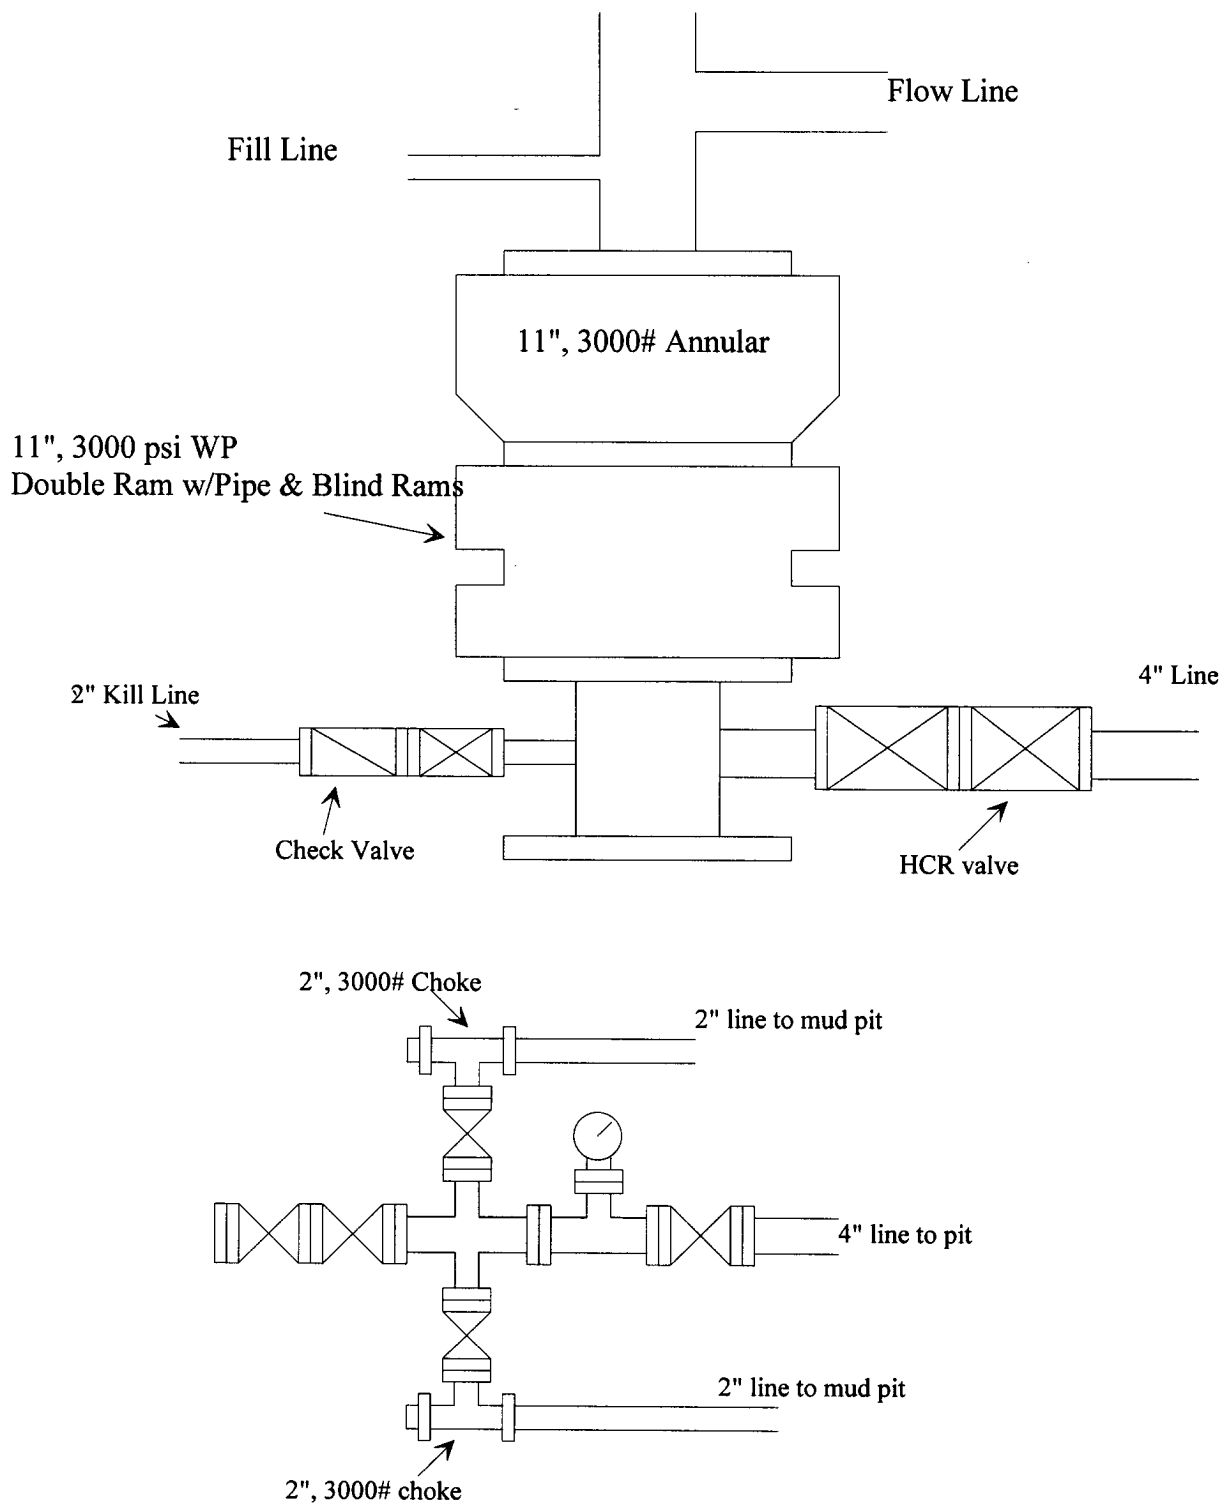 Flow Line
Fill Line
11", 3000# Annular
11", 3000 psi WP
Double Ram w/Pipe & Blind Rams
4" Line
2" Kill Line
Check Valve
HCR valve
2", 3000# Choke
2" line to mud pit
4" line to pit
2" line to mud pit
2", 3000# choke